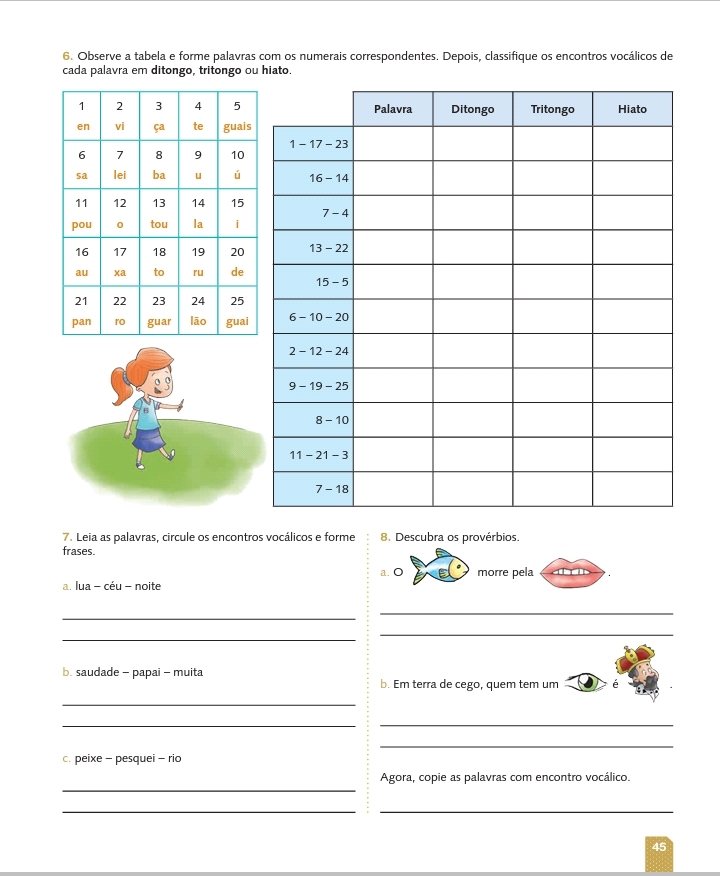 6. Observe a tabela e forme palavras com os numerais correspondentes. Depois, classifique os encontros vocálicos de
cada palavra em ditongo, tritongo ou hiato.
1 2 3 4 5
en vi ça te guais
6 7 8 9 10
sa lei ba u ú
11 12 13 14 15
pou o tou la i
16 17 18 19 20
au xa to ru de
21 22 23 24 25
pan ro guar lão guai
Palavra Ditongo Tritongo Hiato
1 – 17 – 23
16 – 14
7 – 4
13 – 22
15 – 5
6 – 10 – 20
2 – 12 – 24
9 – 19 – 25
8 – 10
11 – 21 – 3
7 – 18
7. Leia as palavras, circule os encontros vocálicos e forme
frases.
a. lua – céu – noite
b. saudade – papai – muita
c. peixe – pesquei – rio
8. Descubra os provérbios.
a. O morre pela .
b. Em terra de cego, quem tem um é .
Agora, copie as palavras com encontro vocálico.
45